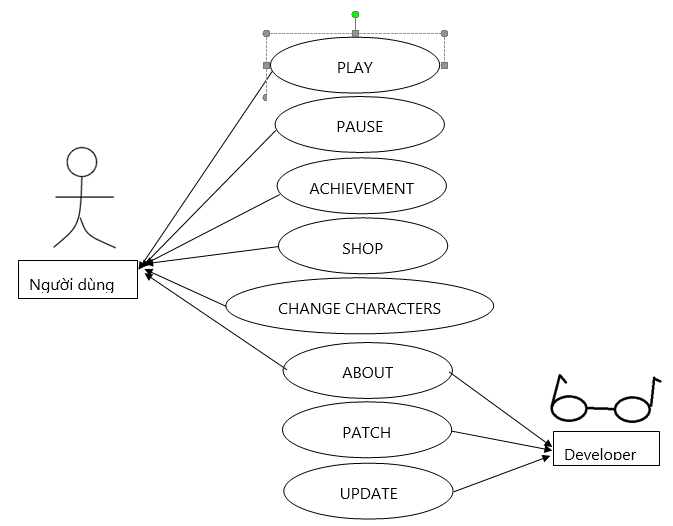 PLAY
PAUSE
ACHIEVEMENT
SHOP
Người dùng
CHANGE CHARACTERS
ABOUT
PATCH
Developer
UPDATE